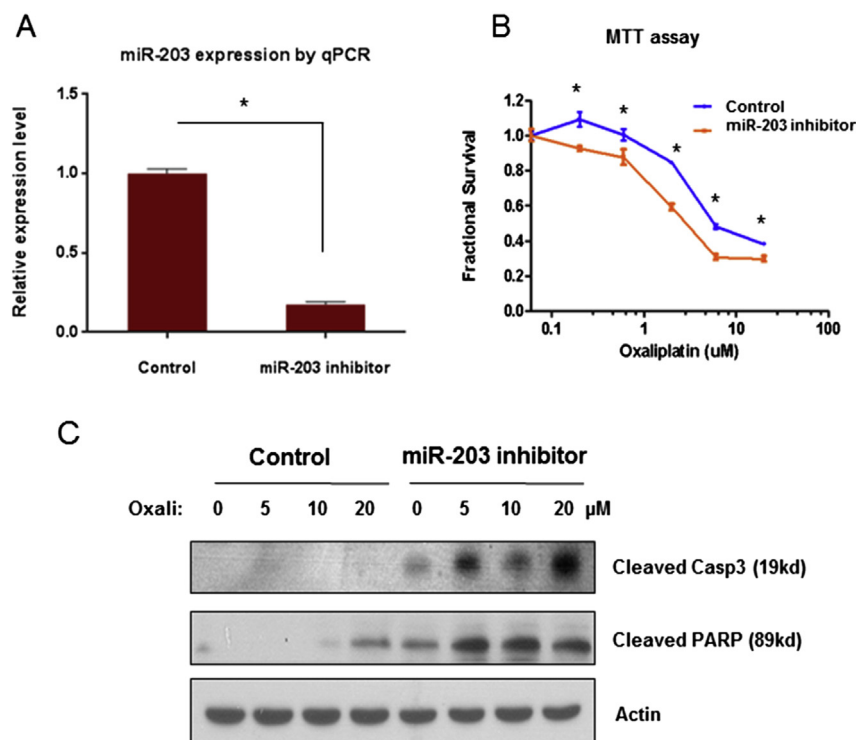 A
miR-203 expression by qPCR
Relative expression level
1.5
1.0
0.5
0.0
*
Control
miR-203 inhibitor
B
MTT assay
Fractional Survival
1.2
1.0
0.8
0.6
0.4
0.2
0.0
* * * * *
Control
miR-203 inhibitor
0.1 1 10 100
Oxaliplatin (uM)
C
Control miR-203 inhibitor
Oxali: 0 5 10 20 0 5 10 20 µM
Cleaved Casp3 (19kd)
Cleaved PARP (89kd)
Actin